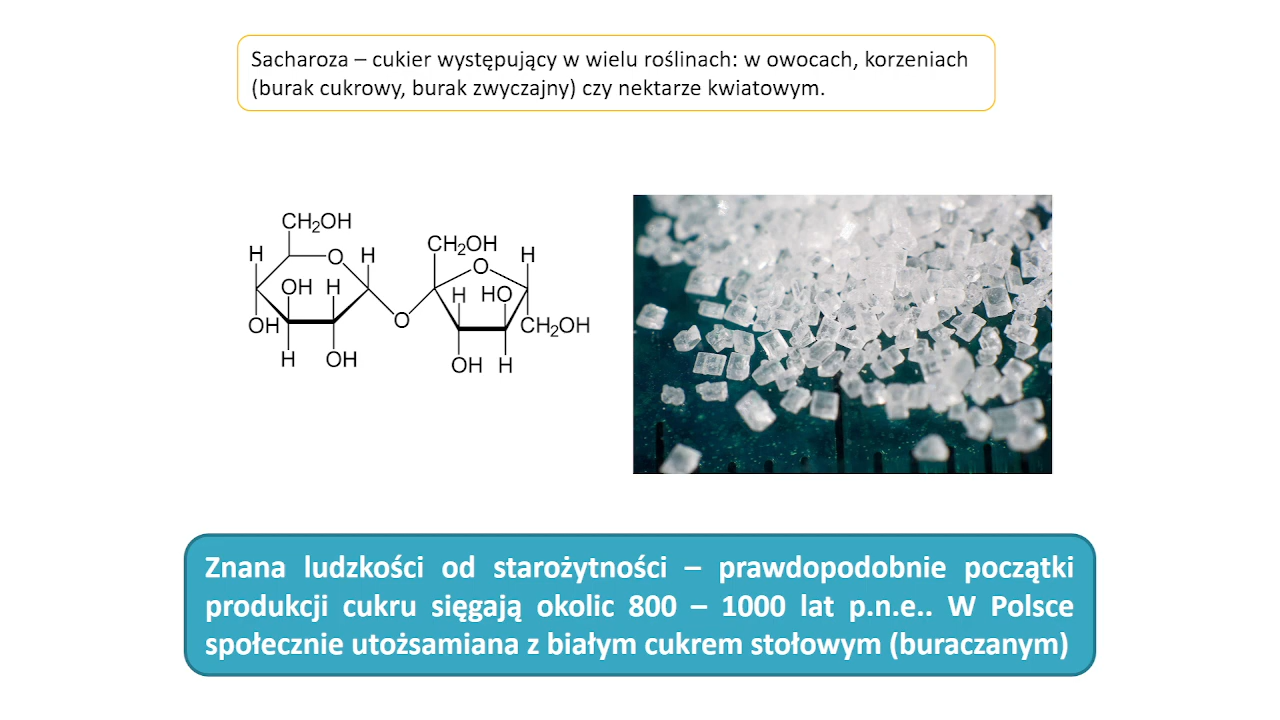 Sacharoza – cukier występujący w wielu roślinach: w owocach, korzeniach
(burak cukrowy, burak zwyczajny) czy nektarze kwiatowym.
CH₂OH
CH₂OH
H O H
O H
OH H
H HO
OH
O
CH₂OH
H OH
OH H
Znana ludzkości od starożytności – prawdopodobnie początki
produkcji cukru sięgają okolic 800 – 1000 lat p.n.e.. W Polsce
społecznie utożsamiana z białym cukrem stołowym (buraczanym)